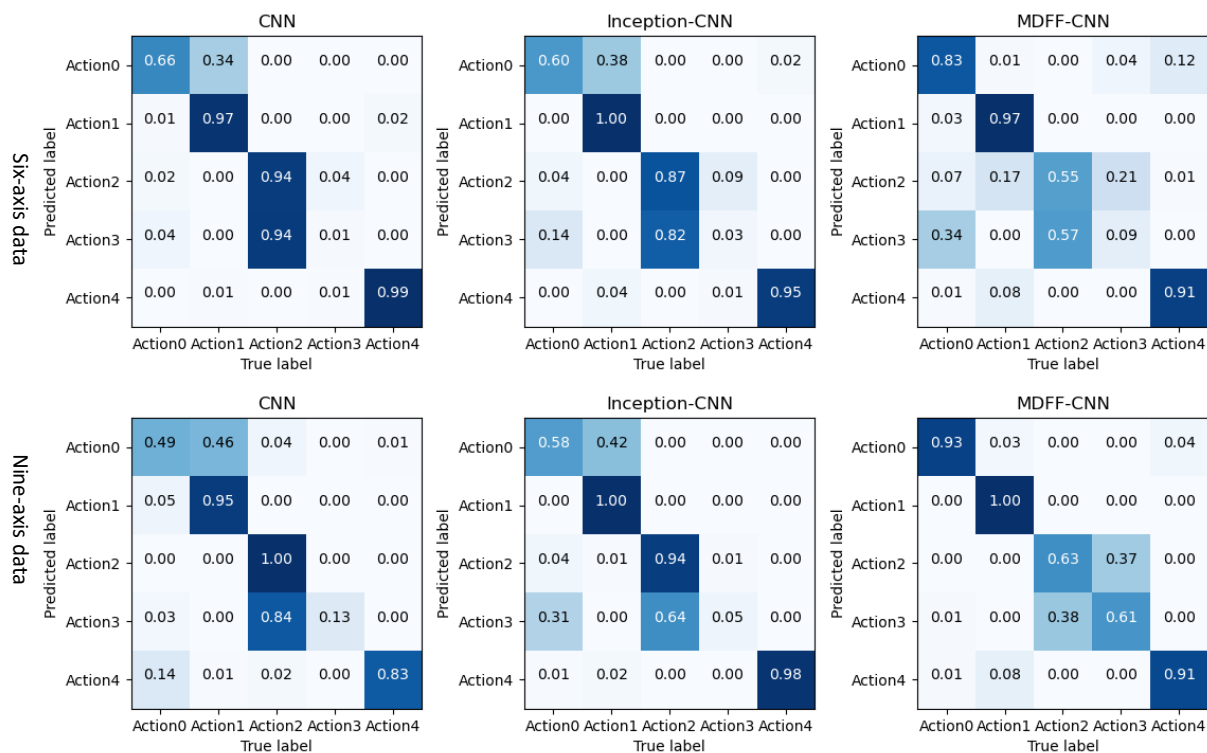 CNN
Inception-CNN
MDFF-CNN
Six-axis data
Predicted label
Action0 0.66 0.34 0.00 0.00 0.00
Action1 0.01 0.97 0.00 0.00 0.02
Action2 0.02 0.00 0.94 0.04 0.00
Action3 0.04 0.00 0.94 0.01 0.00
Action4 0.00 0.01 0.00 0.01 0.99
Action0 Action1 Action2 Action3 Action4
True label
Predicted label
Action0 0.60 0.38 0.00 0.00 0.02
Action1 0.00 1.00 0.00 0.00 0.00
Action2 0.04 0.00 0.87 0.09 0.00
Action3 0.14 0.00 0.82 0.03 0.00
Action4 0.00 0.04 0.00 0.01 0.95
Action0 Action1 Action2 Action3 Action4
True label
Predicted label
Action0 0.83 0.01 0.00 0.04 0.12
Action1 0.03 0.97 0.00 0.00 0.00
Action2 0.07 0.17 0.55 0.21 0.01
Action3 0.34 0.00 0.57 0.09 0.00
Action4 0.01 0.08 0.00 0.00 0.91
Action0 Action1 Action2 Action3 Action4
True label
CNN
Inception-CNN
MDFF-CNN
Nine-axis data
Predicted label
Action0 0.49 0.46 0.04 0.00 0.01
Action1 0.05 0.95 0.00 0.00 0.00
Action2 0.00 0.00 1.00 0.00 0.00
Action3 0.03 0.00 0.84 0.13 0.00
Action4 0.14 0.01 0.02 0.00 0.83
Action0 Action1 Action2 Action3 Action4
True label
Predicted label
Action0 0.58 0.42 0.00 0.00 0.00
Action1 0.00 1.00 0.00 0.00 0.00
Action2 0.04 0.01 0.94 0.01 0.00
Action3 0.31 0.00 0.64 0.05 0.00
Action4 0.01 0.02 0.00 0.00 0.98
Action0 Action1 Action2 Action3 Action4
True label
Predicted label
Action0 0.93 0.03 0.00 0.00 0.04
Action1 0.00 1.00 0.00 0.00 0.00
Action2 0.00 0.00 0.63 0.37 0.00
Action3 0.01 0.00 0.38 0.61 0.00
Action4 0.01 0.08 0.00 0.00 0.91
Action0 Action1 Action2 Action3 Action4
True label